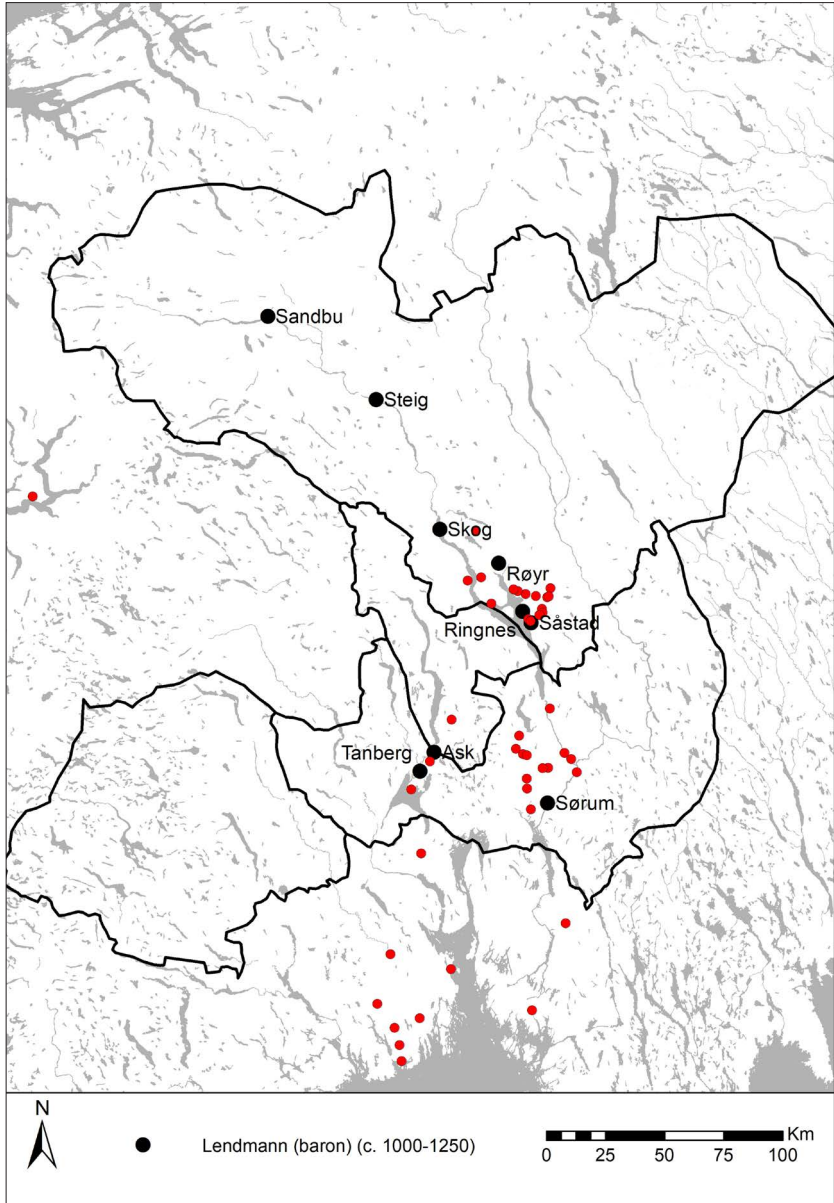 Sandbu
Steig
Skog
Røyr
Ringnes
Såstad
Tanberg
Ask
Sørum
N
Lendmann (baron) (c. 1000-1250)
Km
0 25 50 75 100